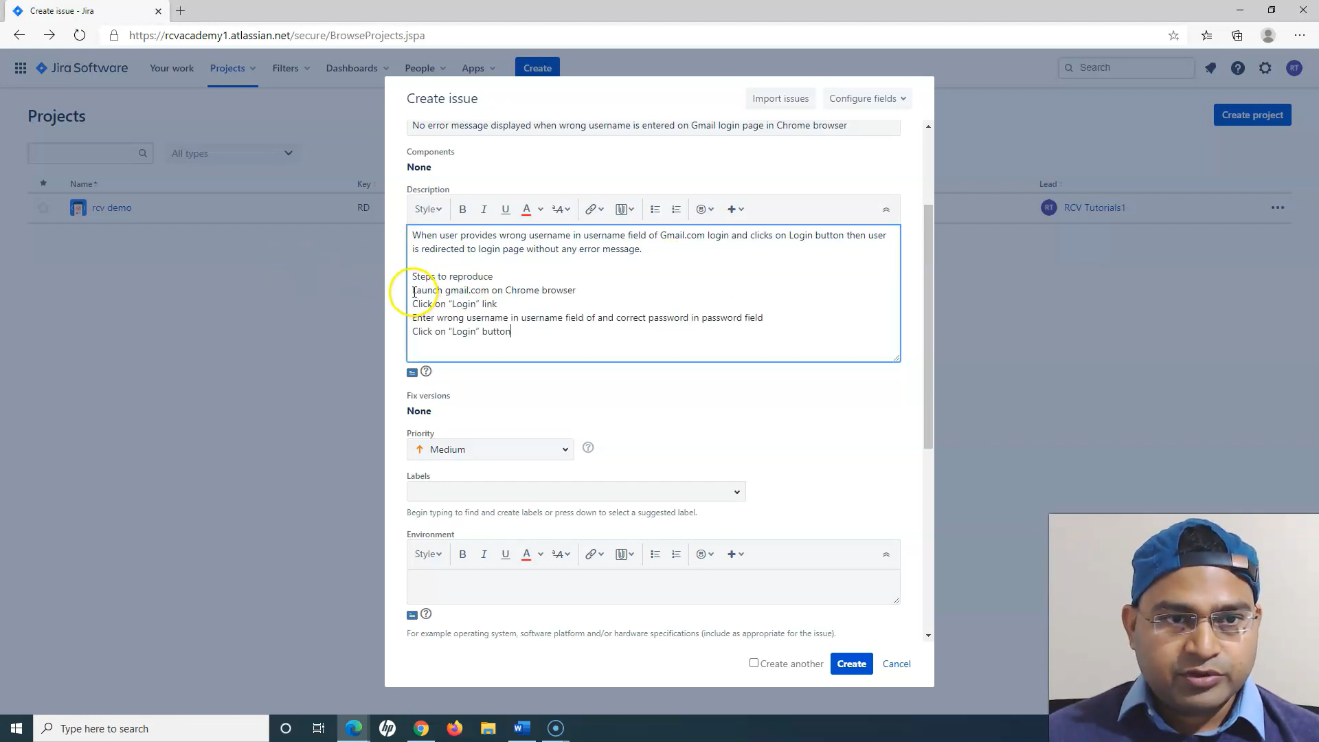 Create issue - Jira
https://rcvacademy1.atlassian.net/secure/BrowseProjects.jspa
Jira Software
Your work
Projects
Filters
Dashboards
People
Apps
Create
Search
RT
Projects
Create project
All types
Name
Key
Lead
rcv demo
RD
RT
RCV Tutorials1
Create issue
Import issues
Configure fields
No error message displayed when wrong username is entered on Gmail login page in Chrome browser
Components
None
Description
Style
B
I
U
A
When user provides wrong username in username field of Gmail.com login and clicks on Login button then user
is redirected to login page without any error message.
Steps to reproduce
Launch gmail.com on Chrome browser
Click on "Login" link
Enter wrong username in username field of and correct password in password field
Click on "Login" button
Fix versions
None
Priority
Medium
Labels
Begin typing to find and create labels or press down to select a suggested label.
Environment
Style
B
I
U
A
For example operating system, software platform and/or hardware specifications (include as appropriate for the issue).
Create another
Create
Cancel
Type here to search